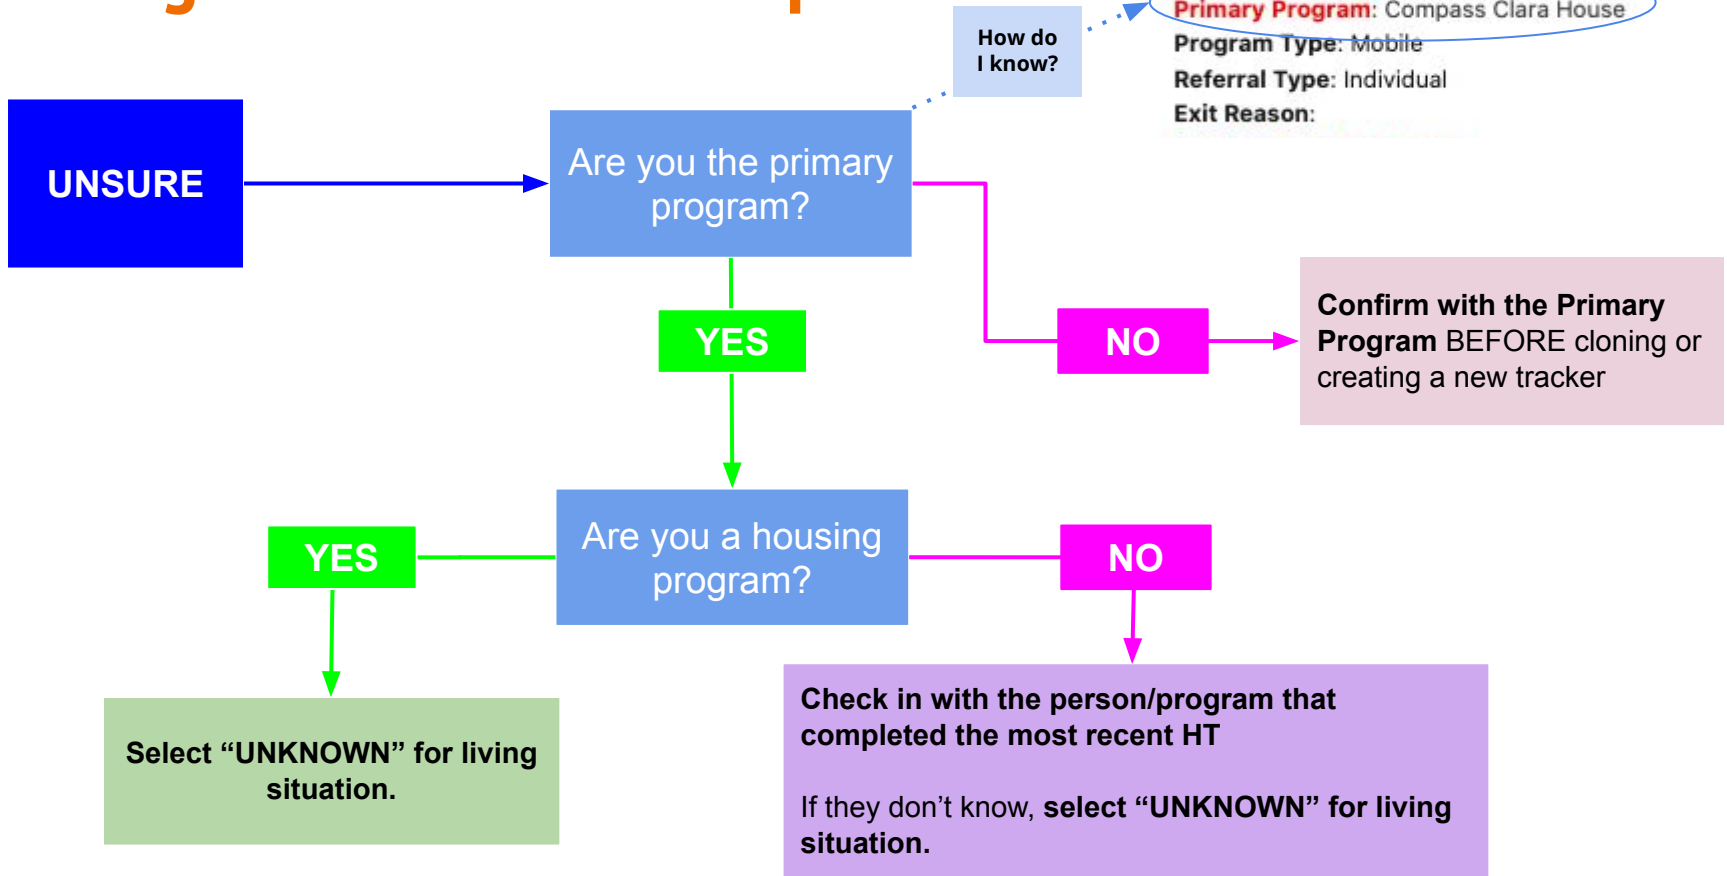 How do
I know?
Primary Program: Compass Clara House
Program Type: Mobile
Referral Type: Individual
Exit Reason:
UNSURE
Are you the primary
program?
YES
NO
Confirm with the Primary
Program BEFORE cloning or
creating a new tracker
Are you a housing
program?
YES
NO
Select “UNKNOWN” for living
situation.
Check in with the person/program that
completed the most recent HT
If they don’t know, select “UNKNOWN” for living
situation.